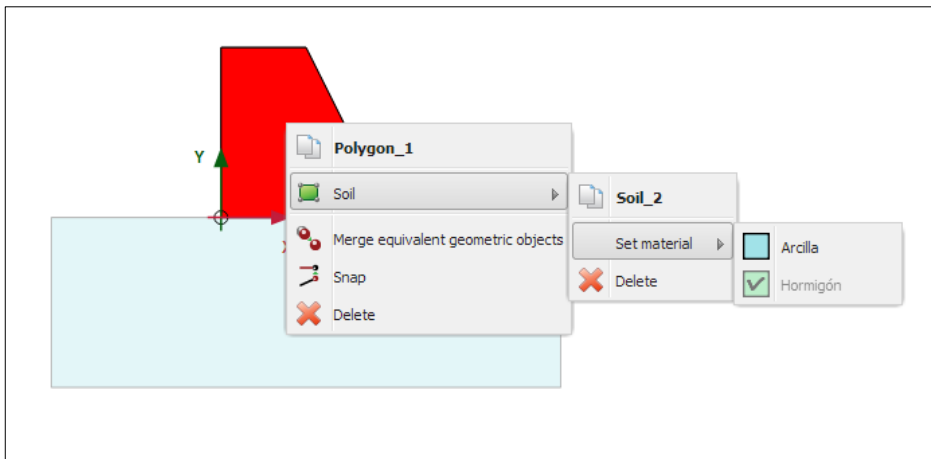 Y
X
Polygon_1
Soil
Merge equivalent geometric objects
Snap
Delete
Soil_2
Set material
Delete
Arcilla
Hormigón